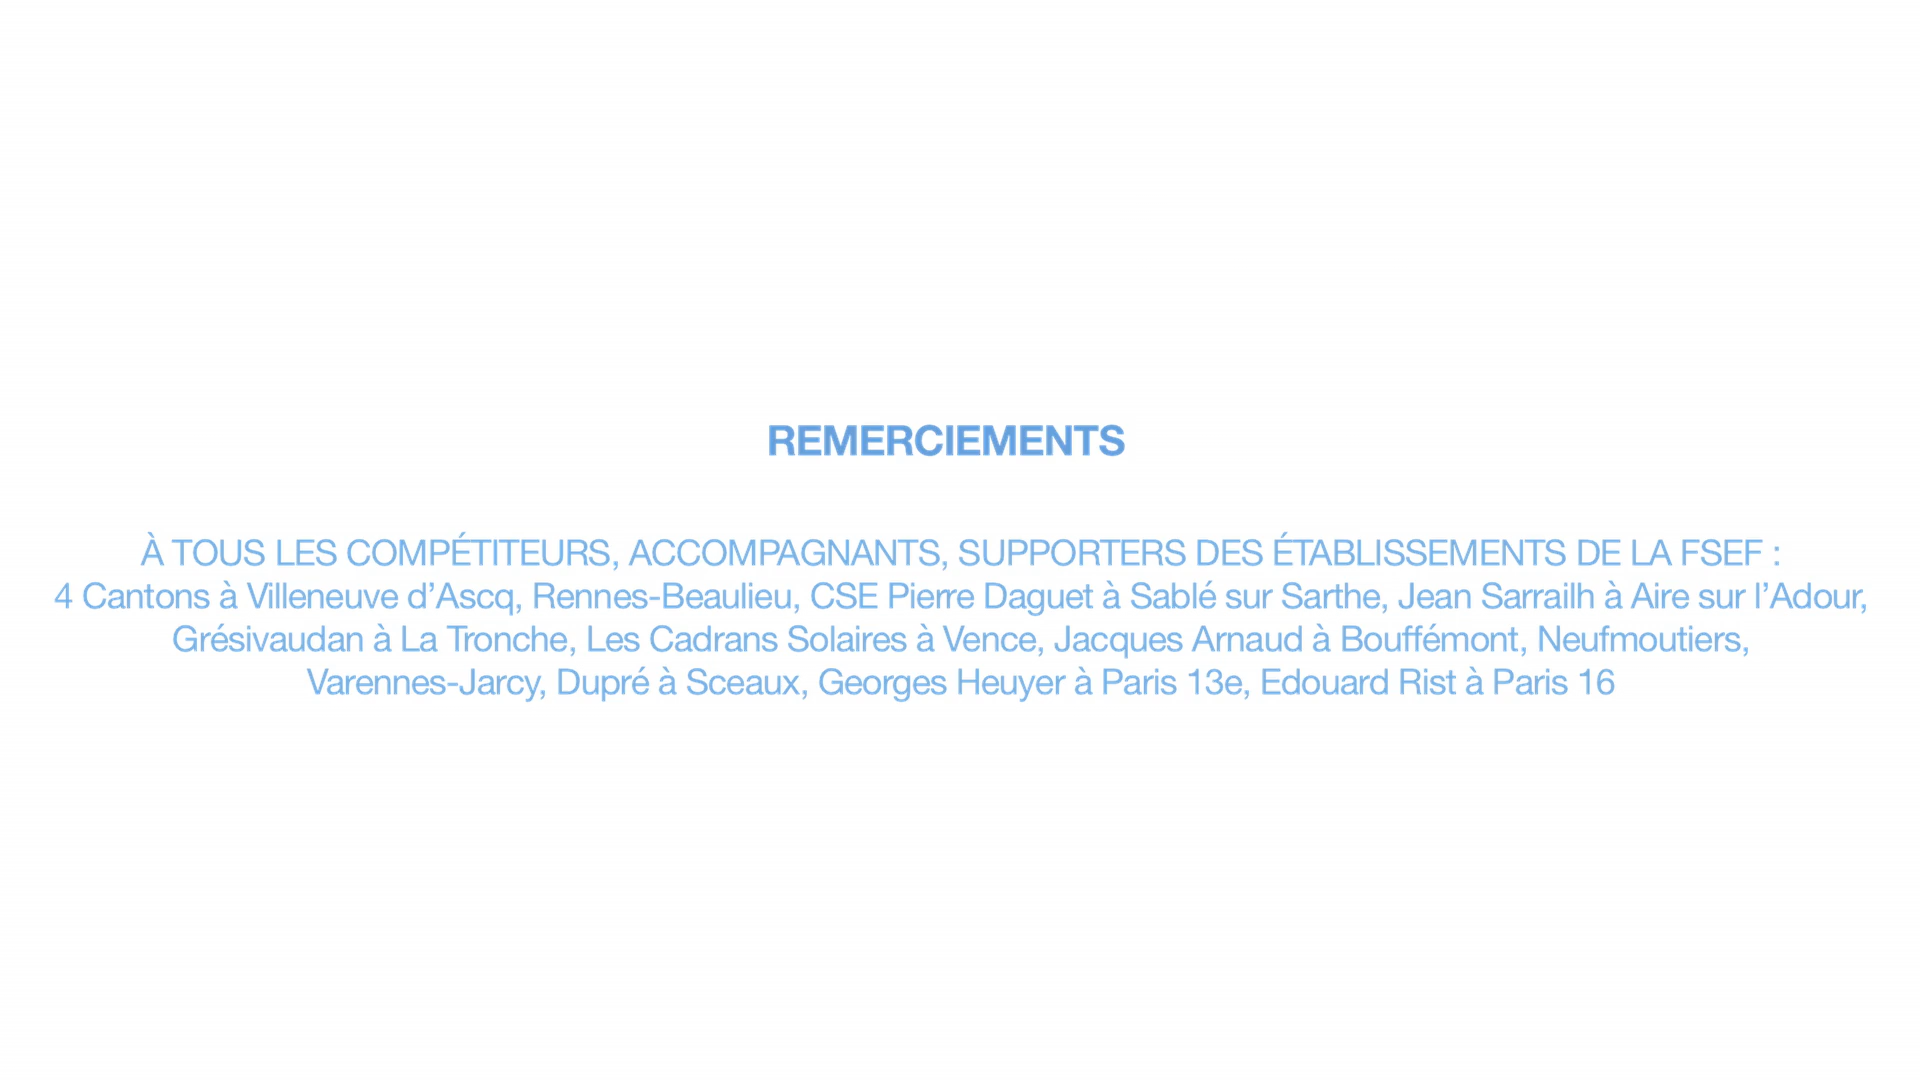 REMERCIEMENTS
À TOUS LES COMPÉTITEURS, ACCOMPAGNANTS, SUPPORTERS DES ÉTABLISSEMENTS DE LA FSEF :
4 Cantons à Villeneuve d’Ascq, Rennes-Beaulieu, CSE Pierre Daguet à Sablé sur Sarthe, Jean Sarrailh à Aire sur l’Adour,
Grésivaudan à La Tronche, Les Cadrans Solaires à Vence, Jacques Arnaud à Bouffémont, Neufmoutiers,
Varennes-Jarcy, Dupré à Sceaux, Georges Heuyer à Paris 13e, Edouard Rist à Paris 16